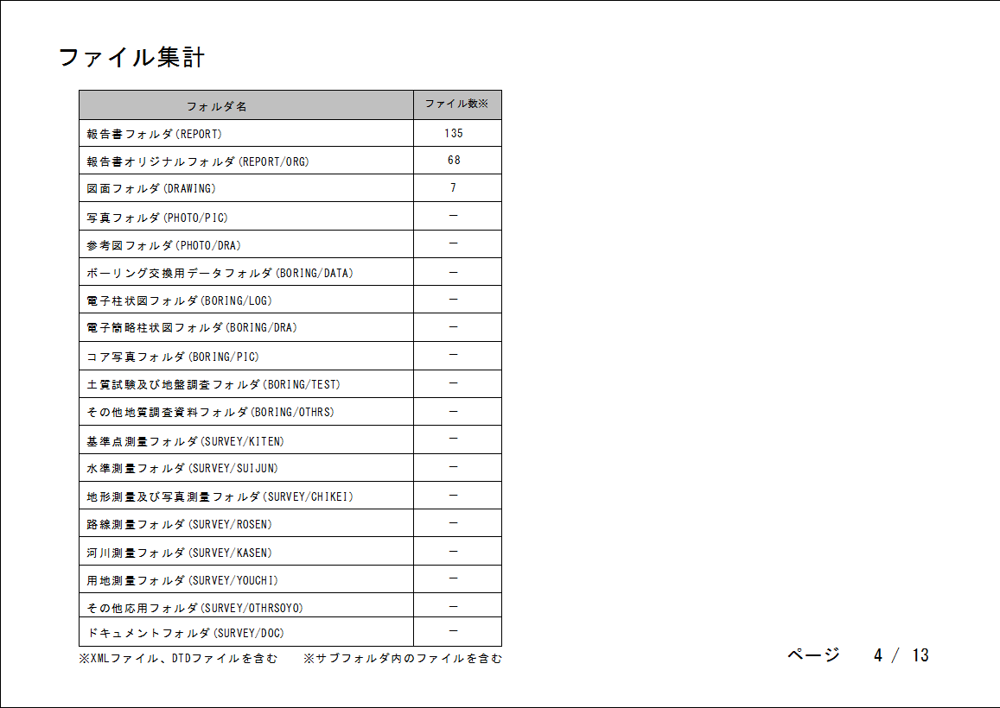 ファイル集計
フォルダ名 ファイル数※
報告書フォルダ(REPORT) 135
報告書オリジナルフォルダ(REPORT/ORG) 68
図面フォルダ(DRAWING) 7
写真フォルダ(PHOTO/PIC) －
参考図フォルダ(PHOTO/DRA) －
ボーリング交換用データフォルダ(BORING/DATA) －
電子柱状図フォルダ(BORING/LOG) －
電子簡略柱状図フォルダ(BORING/DRA) －
コア写真フォルダ(BORING/PIC) －
土質試験及び地盤調査フォルダ(BORING/TEST) －
その他地質調査資料フォルダ(BORING/OTHRS) －
基準点測量フォルダ(SURVEY/KITEN) －
水準測量フォルダ(SURVEY/SUIJUN) －
地形測量及び写真測量フォルダ(SURVEY/CHIKEI) －
路線測量フォルダ(SURVEY/ROSEN) －
河川測量フォルダ(SURVEY/KASEN) －
用地測量フォルダ(SURVEY/YOUCHI) －
その他応用フォルダ(SURVEY/OTHRSOYO) －
ドキュメントフォルダ(SURVEY/DOC) －
※XMLファイル、DTDファイルを含む ※サブフォルダ内のファイルを含む
ページ 4 / 13